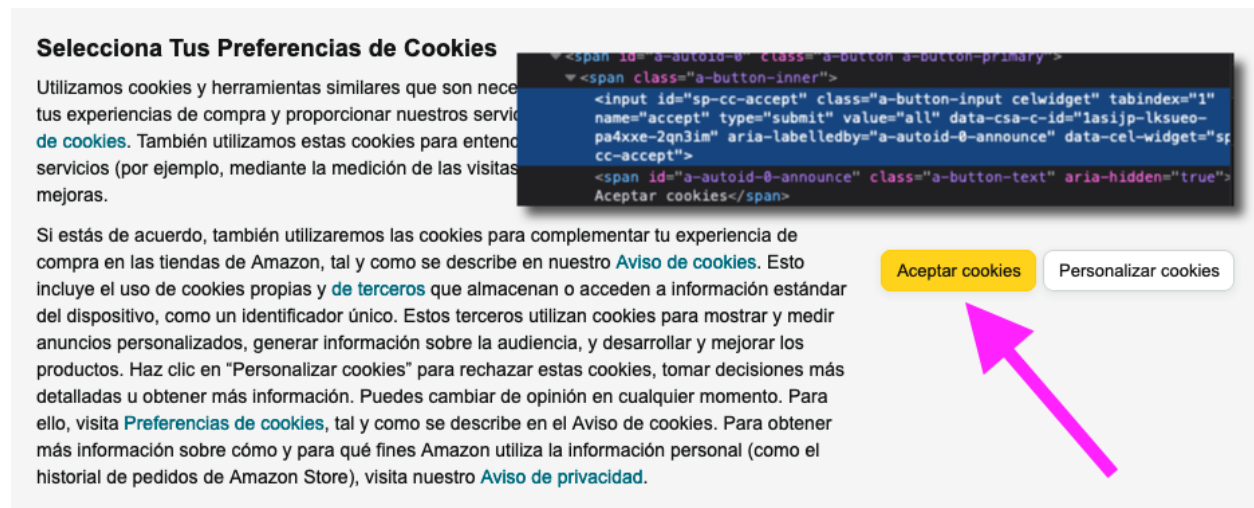 Selecciona Tus Preferencias de Cookies
Utilizamos cookies y herramientas similares que son nece
tus experiencias de compra y proporcionar nuestros servic
de cookies. También utilizamos estas cookies para entend
servicios (por ejemplo, mediante la medición de las visitas
mejoras.
<span id="a-autoid-0" class="a-button a-button-primary">
<span class="a-button-inner">
<input id="sp-cc-accept" class="a-button-input celwidget" tabindex="1"
name="accept" type="submit" value="all" data-csa-c-id="1asijp-lksueo-
pa4xxe-2qn3im" aria-labelledby="a-autoid-0-announce" data-cel-widget="sp
cc-accept">
<span id="a-autoid-0-announce" class="a-button-text" aria-hidden="true">
Aceptar cookies</span>
Si estás de acuerdo, también utilizaremos las cookies para complementar tu experiencia de
compra en las tiendas de Amazon, tal y como se describe en nuestro Aviso de cookies. Esto
incluye el uso de cookies propias y de terceros que almacenan o acceden a información estándar
del dispositivo, como un identificador único. Estos terceros utilizan cookies para mostrar y medir
anuncios personalizados, generar información sobre la audiencia, y desarrollar y mejorar los
productos. Haz clic en “Personalizar cookies” para rechazar estas cookies, tomar decisiones más
detalladas u obtener más información. Puedes cambiar de opinión en cualquier momento. Para
ello, visita Preferencias de cookies, tal y como se describe en el Aviso de cookies. Para obtener
más información sobre cómo y para qué fines Amazon utiliza la información personal (como el
historial de pedidos de Amazon Store), visita nuestro Aviso de privacidad.
Aceptar cookies
Personalizar cookies